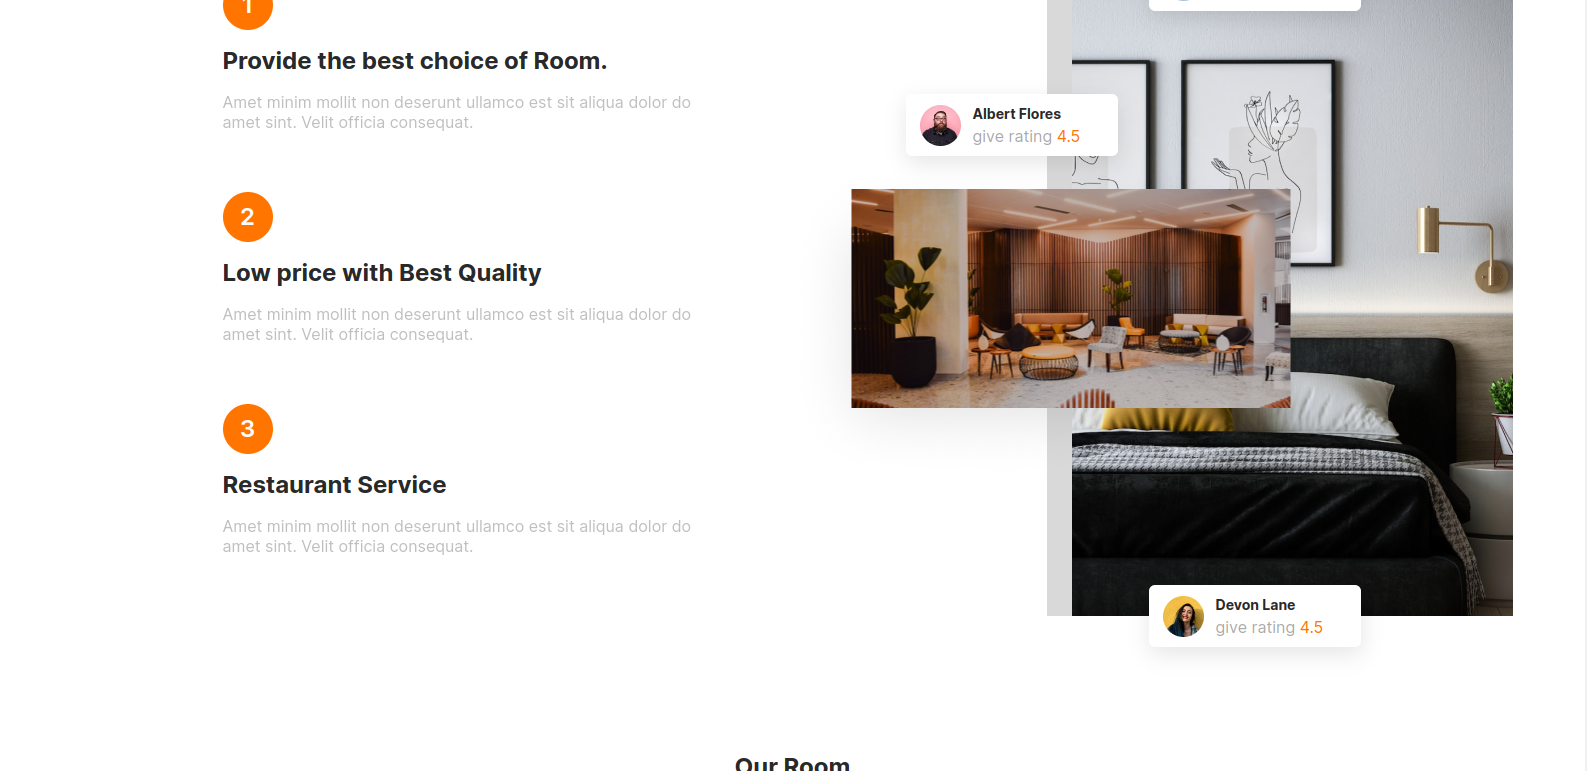 1
Provide the best choice of Room.
Amet minim mollit non deserunt ullamco est sit aliqua dolor do
amet sint. Velit officia consequat.
2
Low price with Best Quality
Amet minim mollit non deserunt ullamco est sit aliqua dolor do
amet sint. Velit officia consequat.
3
Restaurant Service
Amet minim mollit non deserunt ullamco est sit aliqua dolor do
amet sint. Velit officia consequat.
Albert Flores
give rating 4.5
Devon Lane
give rating 4.5
Our Room